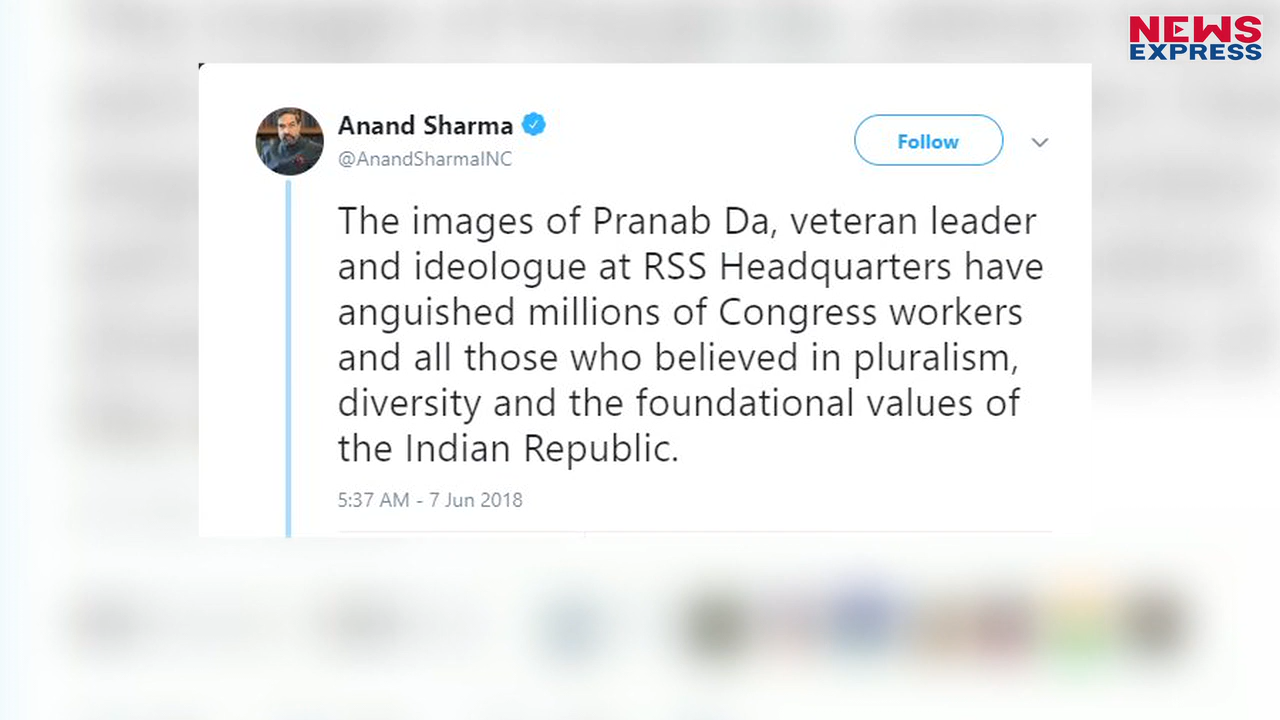 NEWS
EXPRESS
Anand Sharma
@AnandSharmaINC
Follow
The images of Pranab Da, veteran leader
and ideologue at RSS Headquarters have
anguished millions of Congress workers
and all those who believed in pluralism,
diversity and the foundational values of
the Indian Republic.
5:37 AM - 7 Jun 2018